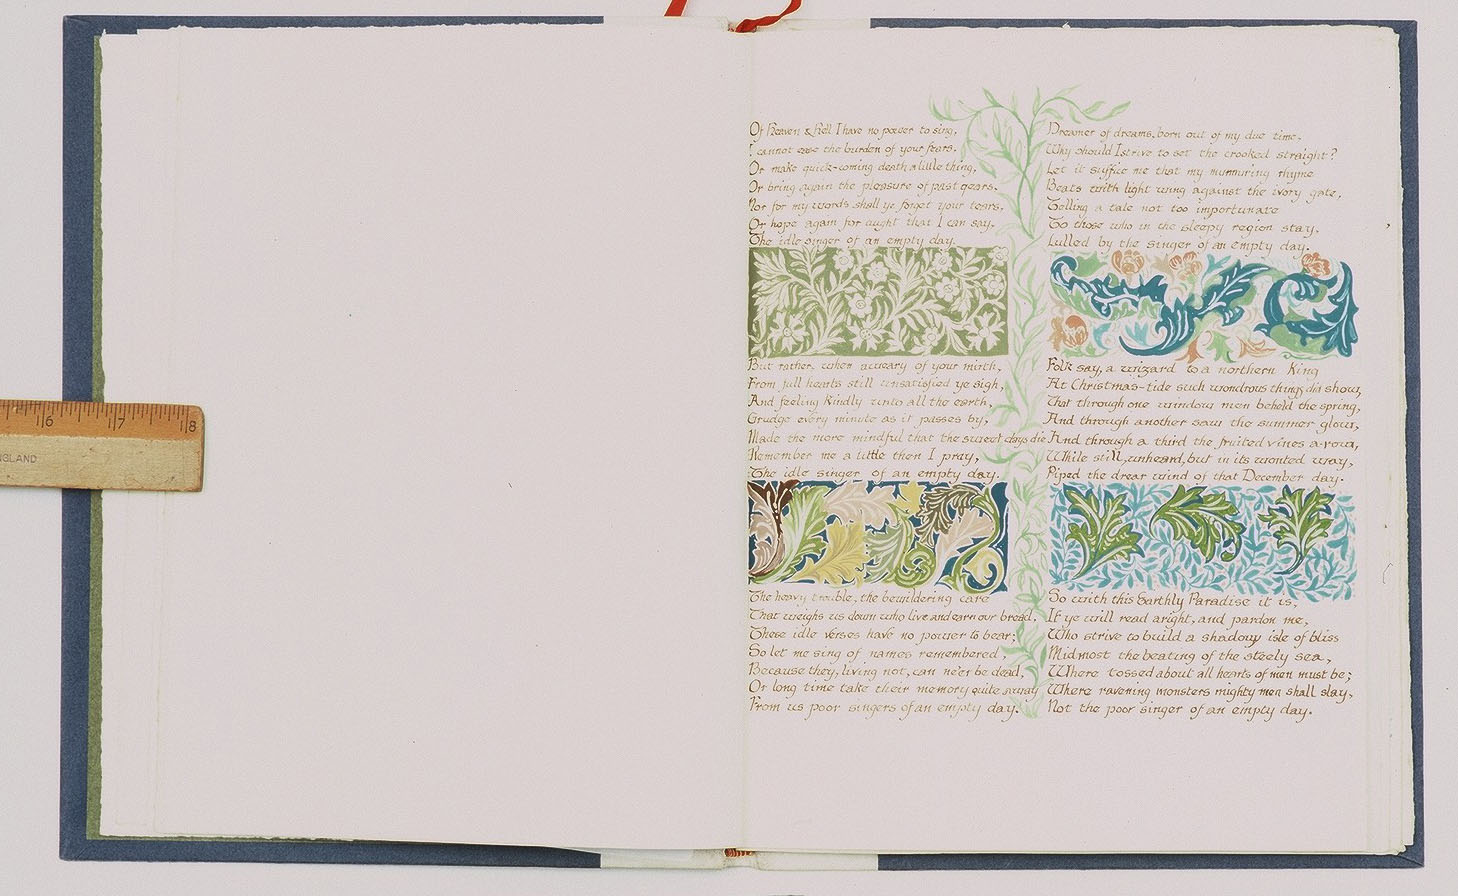 Of Heaven & Hell I have no power to sing,
I cannot ease the burden of your fears,
Or make quick-coming death a little thing,
Or bring again the pleasure of past years,
Nor for my words shall ye forget your tears,
Or hope again for aught that I can say,
The idle singer of an empty day.
But rather, when aweary of your mirth,
From full hearts still unsatisfied ye sigh,
And feeling kindly unto all the earth,
Grudge every minute as it passes by,
Made the more mindful that the sweet days die
Remember me a little then I pray,
The idle singer of an empty day.
The heavy trouble, the bewildering care
That weighs us down who live and earn our bread,
These idle verses have no power to bear;
So let me sing of names remembered,
Because they, living not, can ne'er be dead,
Or long time take their memory quite away
From us poor singers of an empty day.
Dreamer of dreams, born out of my due time,
Why should I strive to set the crooked straight?
Let it suffice me that my murmuring rhyme
Beats with light wing against the ivory gate,
Telling a tale not too importunate
To those who in the sleepy region stay,
Lulled by the singer of an empty day.
Folk say, a wizard to a northern King
At Christmas-tide such wondrous things did show,
That through one window men beheld the spring,
And through another saw the summer glow,
And through a third the fruited vines a-row,
While still, unheard, but in its wonted way,
Piped the drear wind of that December day.
So with this Earthly Paradise it is,
If ye will read aright, and pardon me,
Who strive to build a shadowy isle of bliss
Midmost the beating of the steely sea,
Where tossed about all hearts of men must be;
Where ravening monsters mighty men shall slay,
Not the poor singer of an empty day.
16 17 18
NGLAND